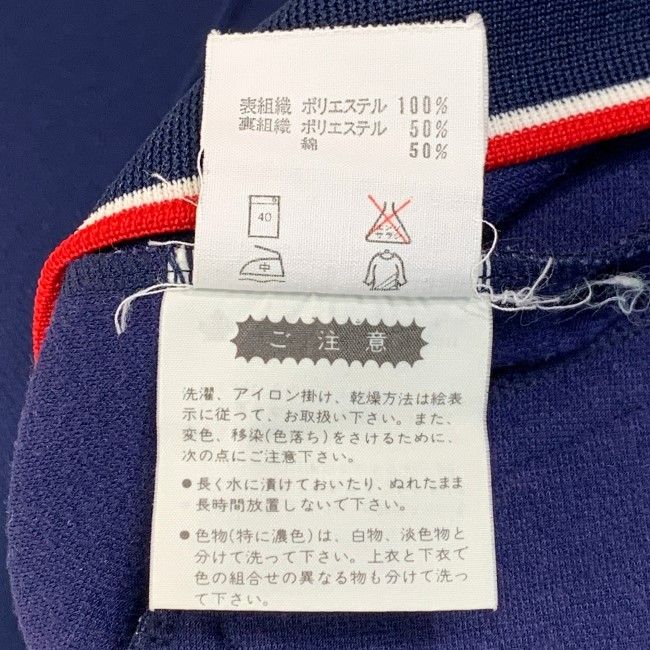 表組織 ポリエステル 100%
裏組織 ポリエステル 50%
綿 50%
40
エンソ
サラシ
中
ご注意
洗濯、アイロン掛け、乾燥方法は絵表
示に従って、お取扱い下さい。また、
変色、移染(色落ち)をさけるために、
次の点にご注意下さい。
●長く水に漬けておいたり、ぬれたまま
長時間放置しないで下さい。
●色物(特に濃色)は、白物、淡色物と
分けて洗って下さい。上衣と下衣で
色の組合せの異なる物も分けて洗っ
て下さい。